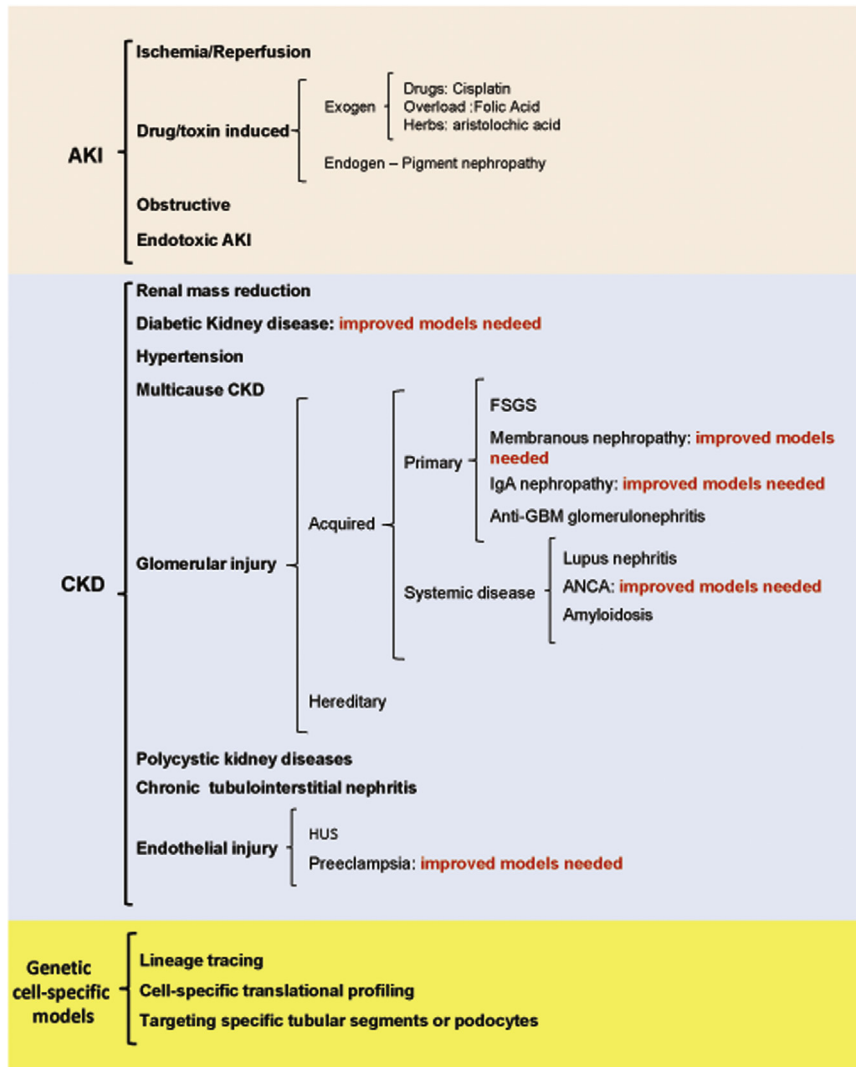 AKI
Ischemia/Reperfusion
Drug/toxin induced
Exogen
Drugs: Cisplatin
Overload :Folic Acid
Herbs: aristolochic acid
Endogen – Pigment nephropathy
Obstructive
Endotoxic AKI
CKD
Renal mass reduction
Diabetic Kidney disease: improved models nedeed
Hypertension
Multicause CKD
Glomerular injury
Acquired
Primary
FSGS
Membranous nephropathy: improved models
needed
IgA nephropathy: improved models needed
Anti-GBM glomerulonephritis
Systemic disease
Lupus nephritis
ANCA: improved models needed
Amyloidosis
Hereditary
Polycystic kidney diseases
Chronic tubulointerstitial nephritis
Endothelial injury
HUS
Preeclampsia: improved models needed
Genetic
cell-specific
models
Lineage tracing
Cell-specific translational profiling
Targeting specific tubular segments or podocytes